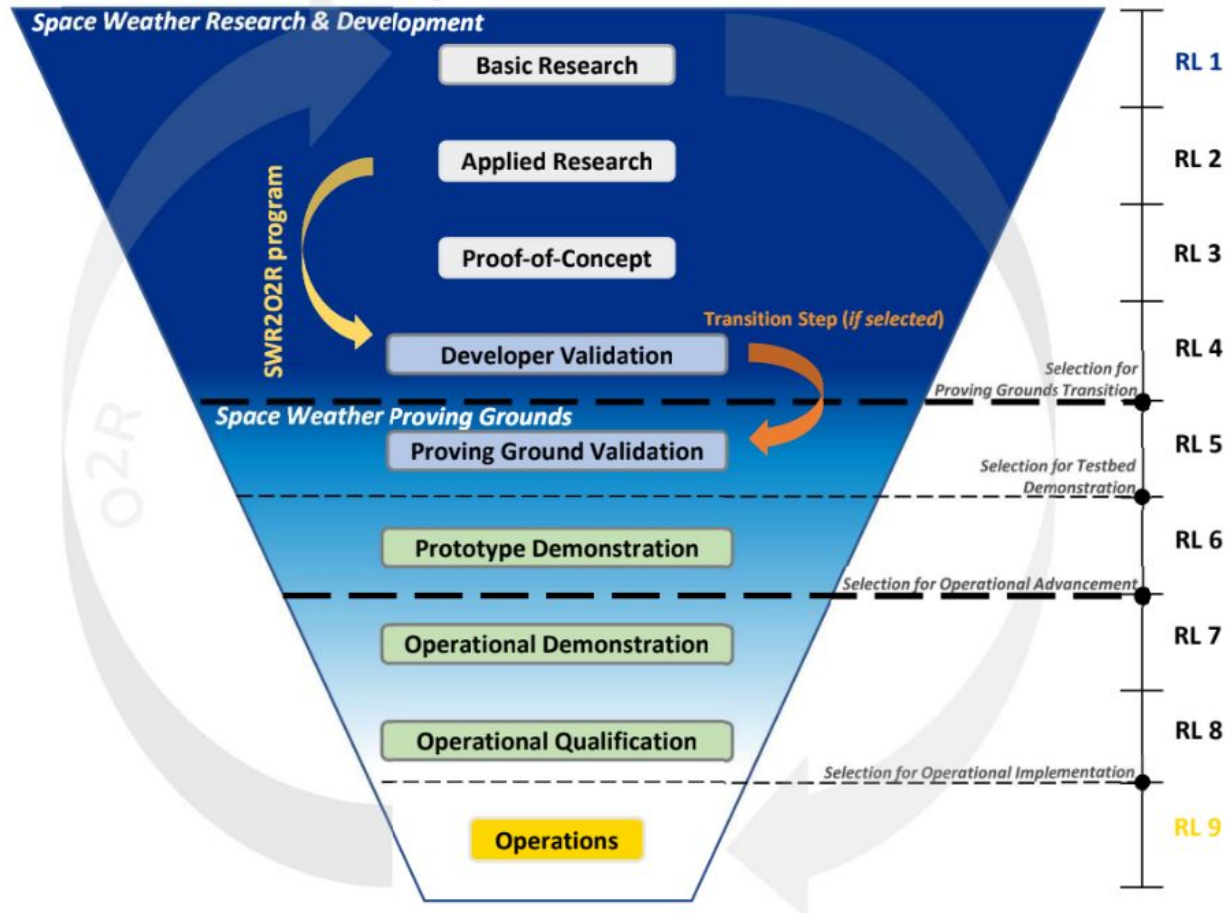 Space Weather Research & Development
Basic Research
RL 1
Applied Research
RL 2
SWR2O2R program
Proof-of-Concept
RL 3
Transition Step (if selected)
Developer Validation
RL 4
Selection for
Proving Grounds Transition
Space Weather Proving Grounds
Proving Ground Validation
RL 5
O2R
Selection for Testbed
Demonstration
Prototype Demonstration
RL 6
Selection for Operational Advancement
Operational Demonstration
RL 7
Operational Qualification
RL 8
Selection for Operational Implementation
Operations
RL 9